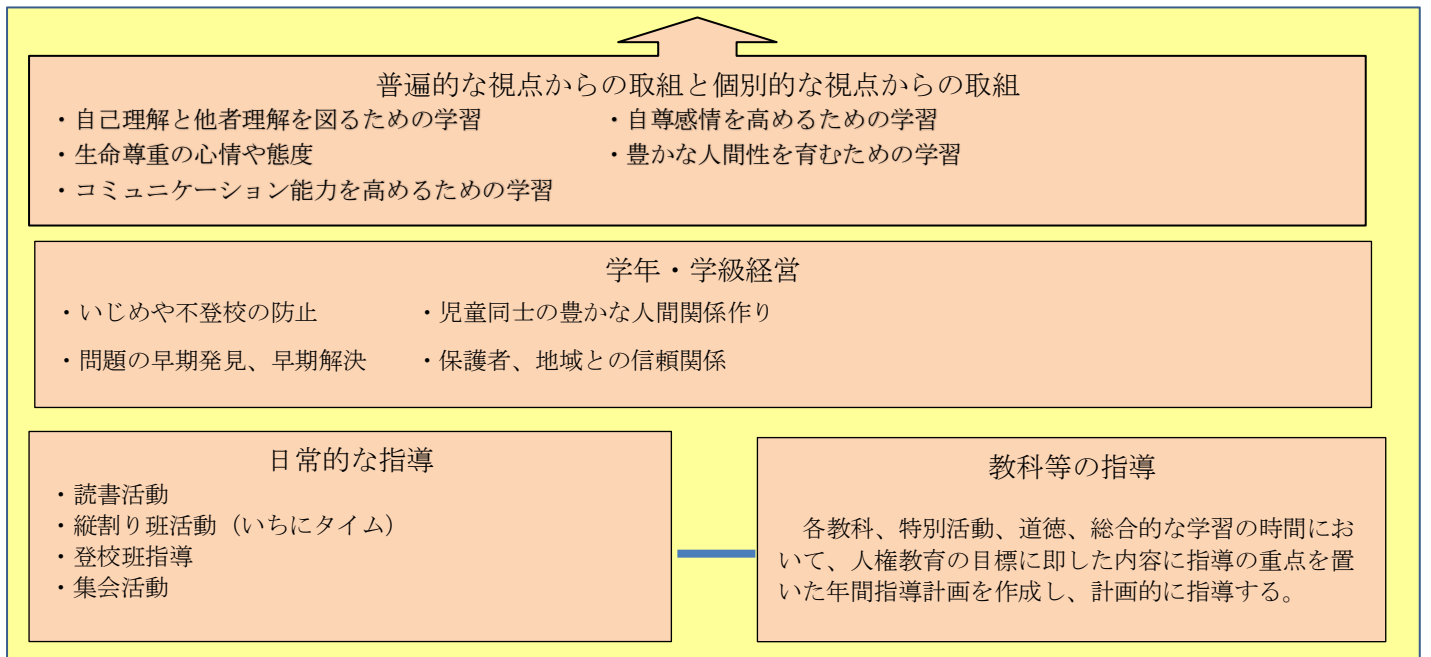 普遍的な視点からの取組と個別的な視点からの取組
・自己理解と他者理解を図るための学習　・自尊感情を高めるための学習
・生命尊重の心情や態度　・豊かな人間性を育むための学習
・コミュニケーション能力を高めるための学習
学年・学級経営
・いじめや不登校の防止　・児童同士の豊かな人間関係作り
・問題の早期発見、早期解決　・保護者、地域との信頼関係
日常的な指導
・読書活動
・縦割り班活動（いちにタイム）
・登校班指導
・集会活動
教科等の指導
各教科、特別活動、道徳、総合的な学習の時間にお
いて、人権教育の目標に即した内容に指導の重点を置
いた年間指導計画を作成し、計画的に指導する。